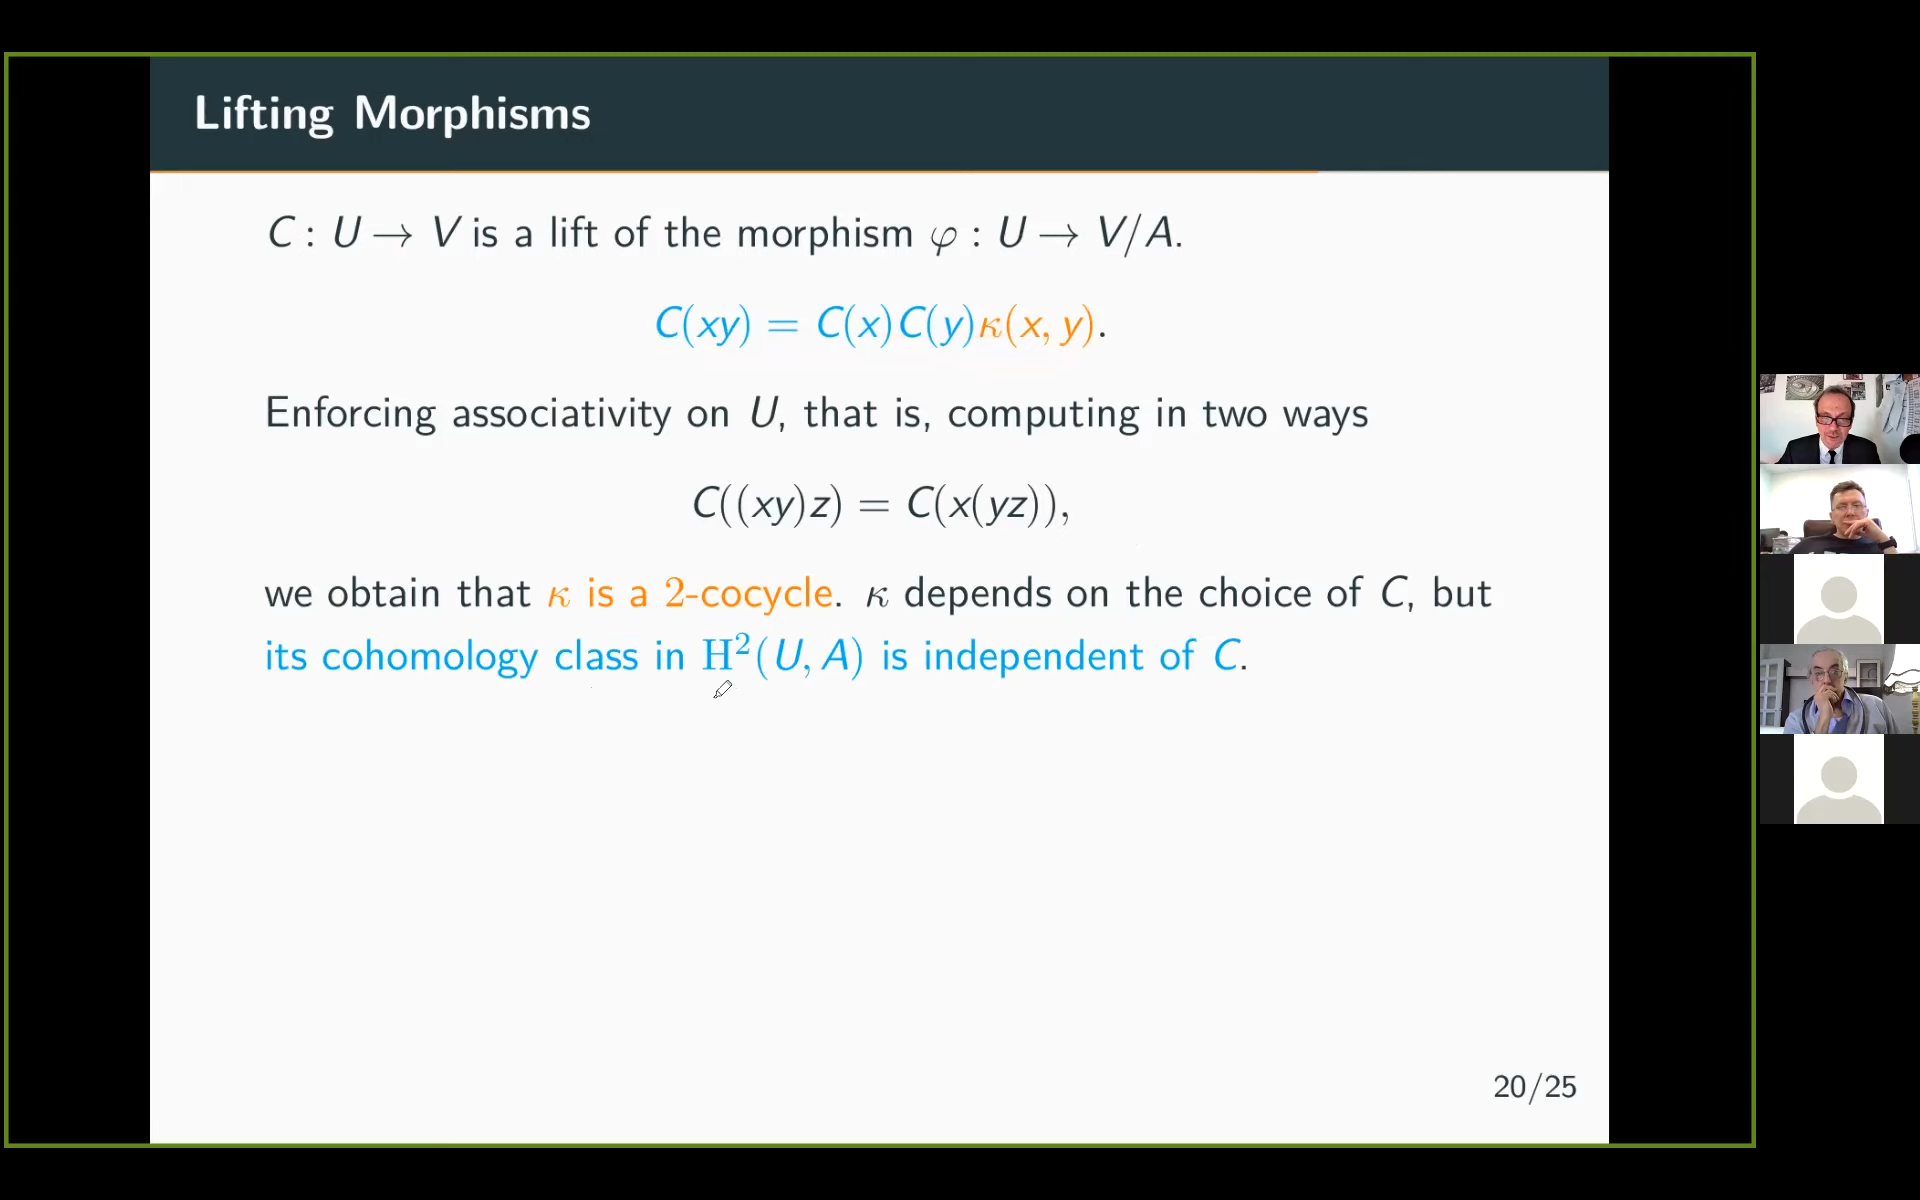 Lifting Morphisms
C : U → V is a lift of the morphism φ : U → V/A.
C(xy) = C(x)C(y)κ(x, y).
Enforcing associativity on U, that is, computing in two ways
C((xy)z) = C(x(yz)),
we obtain that κ is a 2-cocycle. κ depends on the choice of C, but
its cohomology class in H²(U, A) is independent of C.
20/25